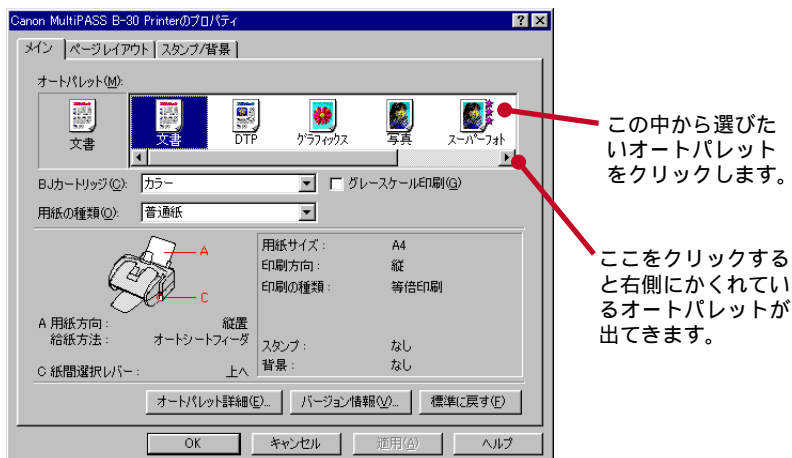 Canon MultiPASS B-30 Printerのプロパティ
メイン ページレイアウト スタンプ/背景
オートパレット(M):
文書 文書 DTP グラフィックス 写真 スーパーフォト
この中から選びた
いオートパレット
をクリックします。
BJカートリッジ(C): カラー グレースケール印刷(G)
用紙の種類(O): 普通紙
ここをクリックする
と右側にかくれてい
るオートパレットが
出てきます。
A
C
用紙サイズ: A4
印刷方向: 縦
印刷の種類: 等倍印刷
A 用紙方向: 縦置
給紙方法: オートシートフィーダ
スタンプ: なし
背景: なし
C 紙間選択レバー: 上へ
オートパレット詳細(E)... バージョン情報(V)... 標準に戻す(F)
OK キャンセル 適用(A) ヘルプ